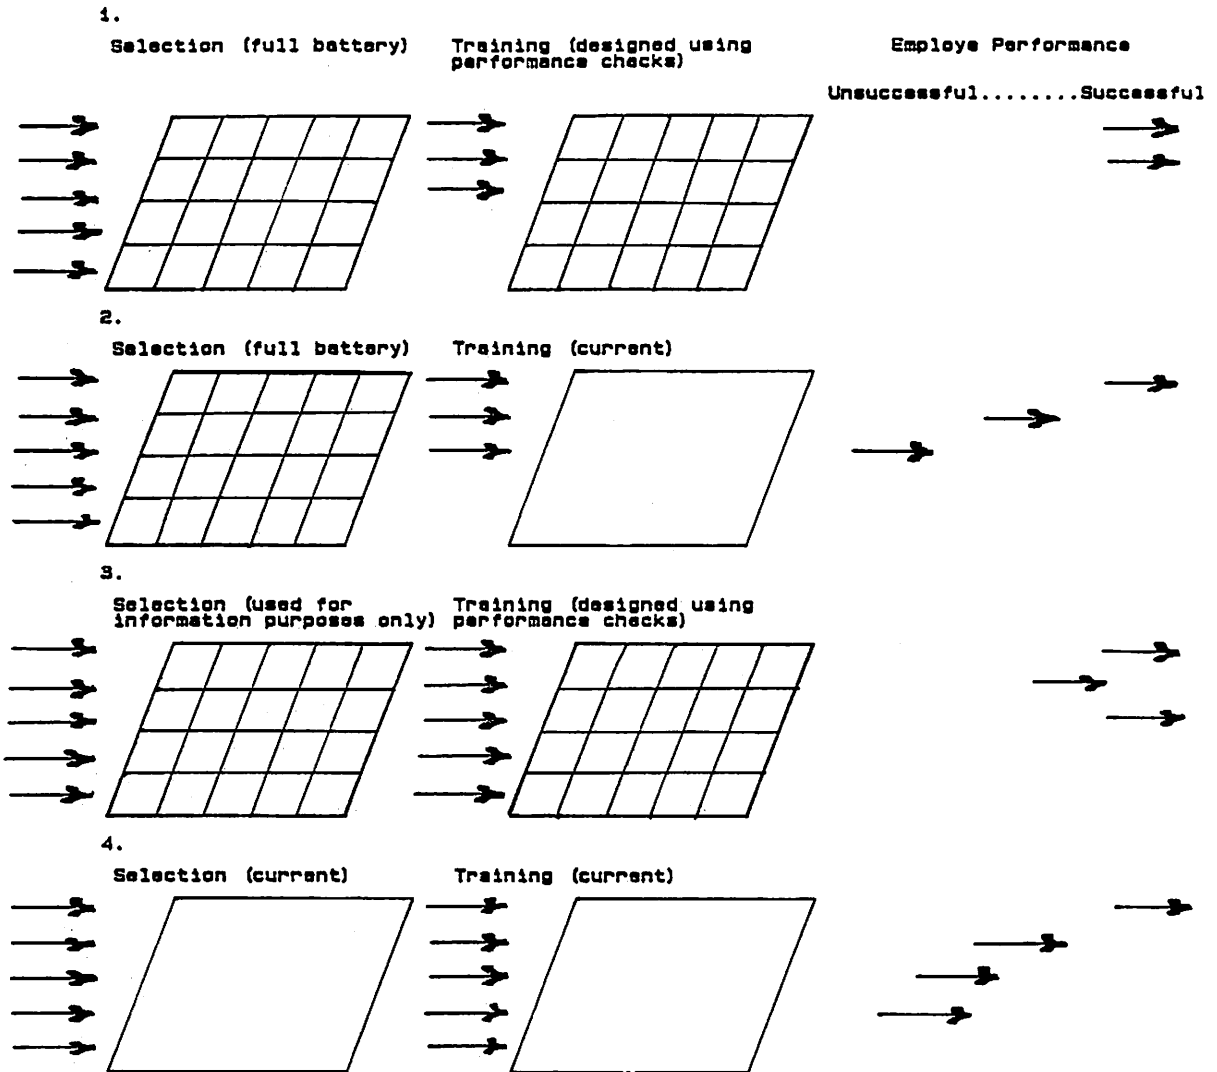 1.
Selection (full battery)
Training (designed using
performance checks)
Employe Performance
Unsuccessful........Successful
2.
Selection (full battery)
Training (current)
3.
Selection (used for
information purposes only)
Training (designed using
performance checks)
4.
Selection (current)
Training (current)